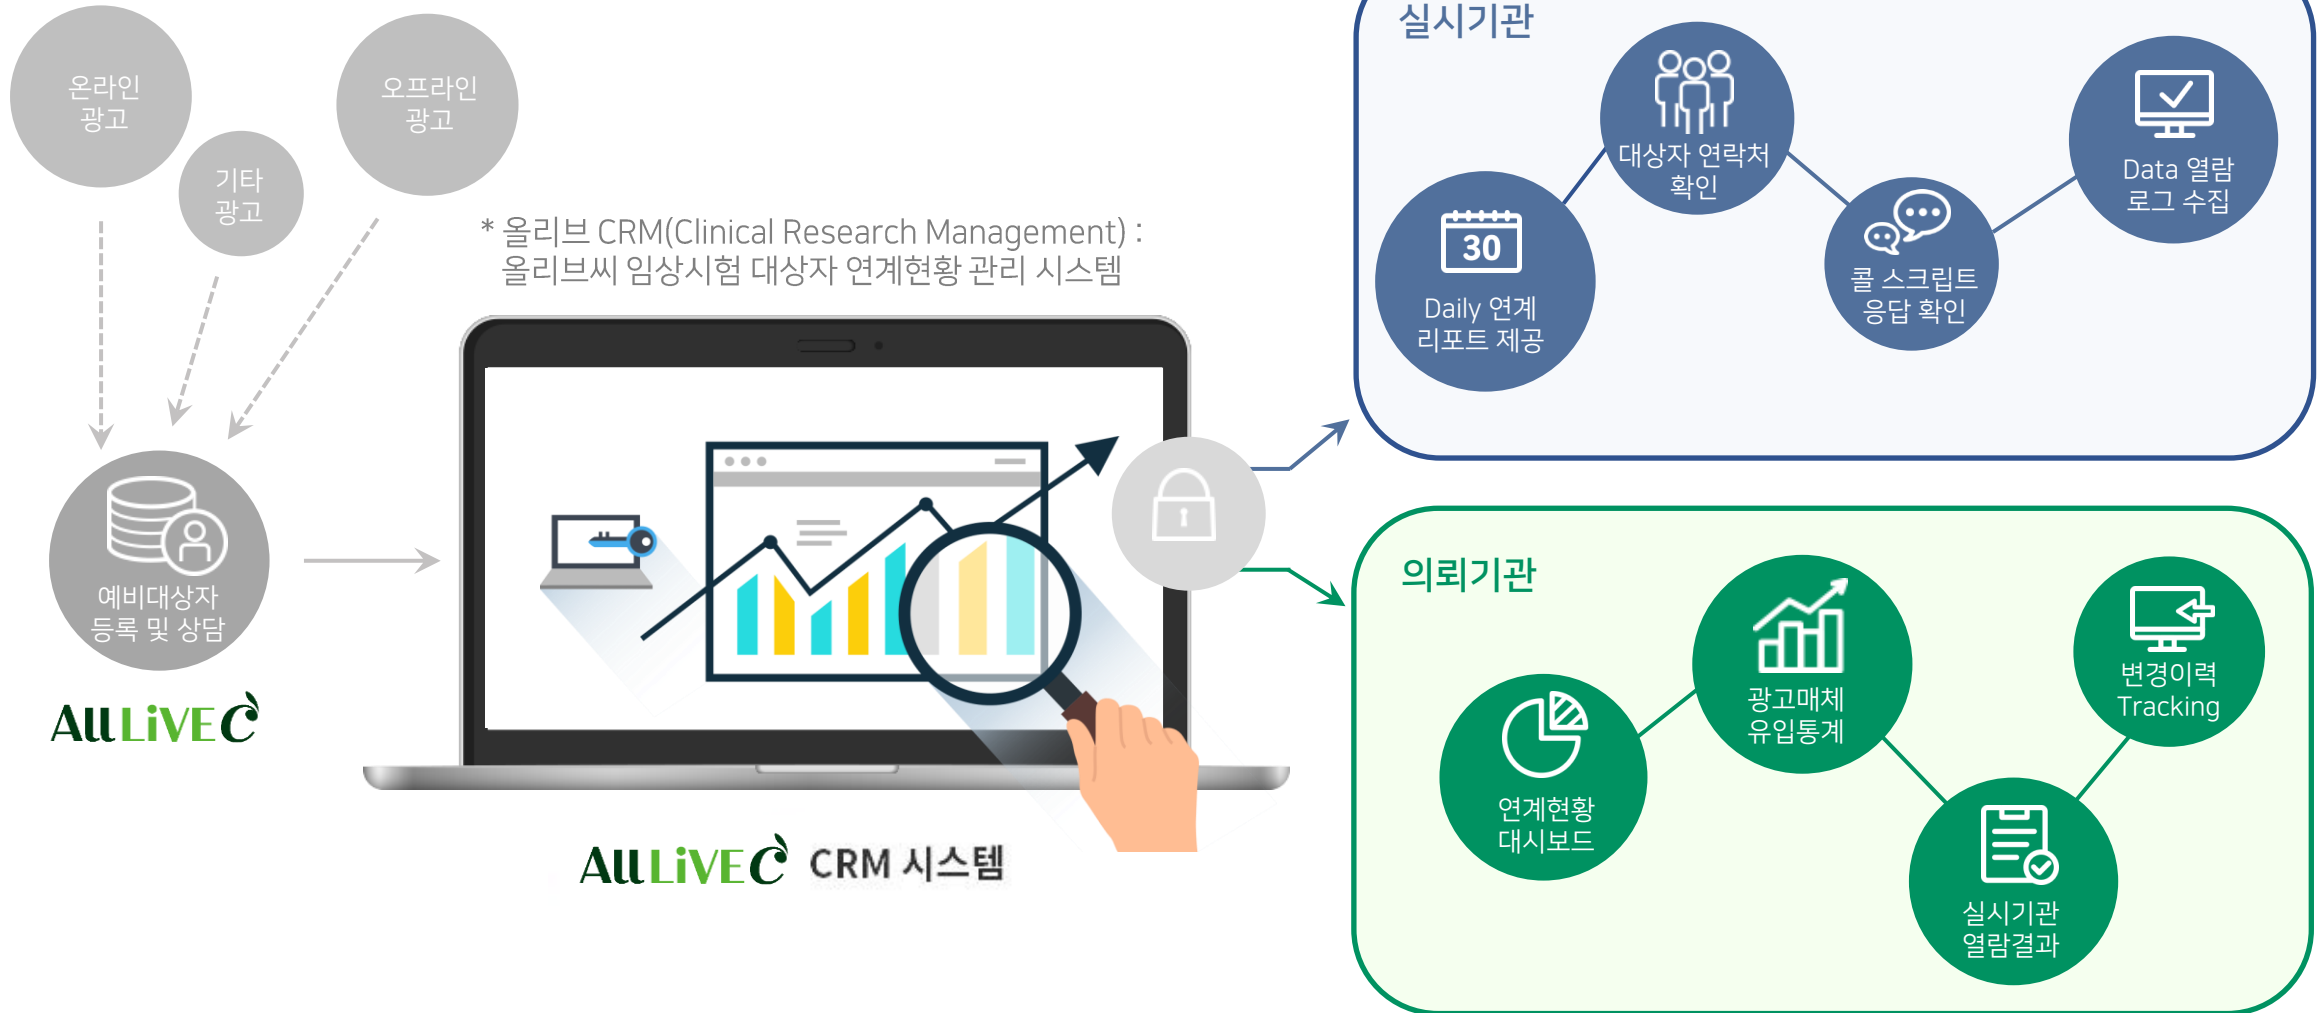 온라인
광고
기타
광고
오프라인
광고
* 올리브 CRM(Clinical Research Management) :
올리브씨 임상시험 대상자 연계현황 관리 시스템
예비대상자
등록 및 상담
AllLiVE C
AllLiVE C CRM 시스템
실시기관
30
Daily 연계
리포트 제공
대상자 연락처
확인
콜 스크립트
응답 확인
Data 열람
로그 수집
의뢰기관
연계현황
대시보드
광고매체
유입통계
실시기관
열람결과
변경이력
Tracking